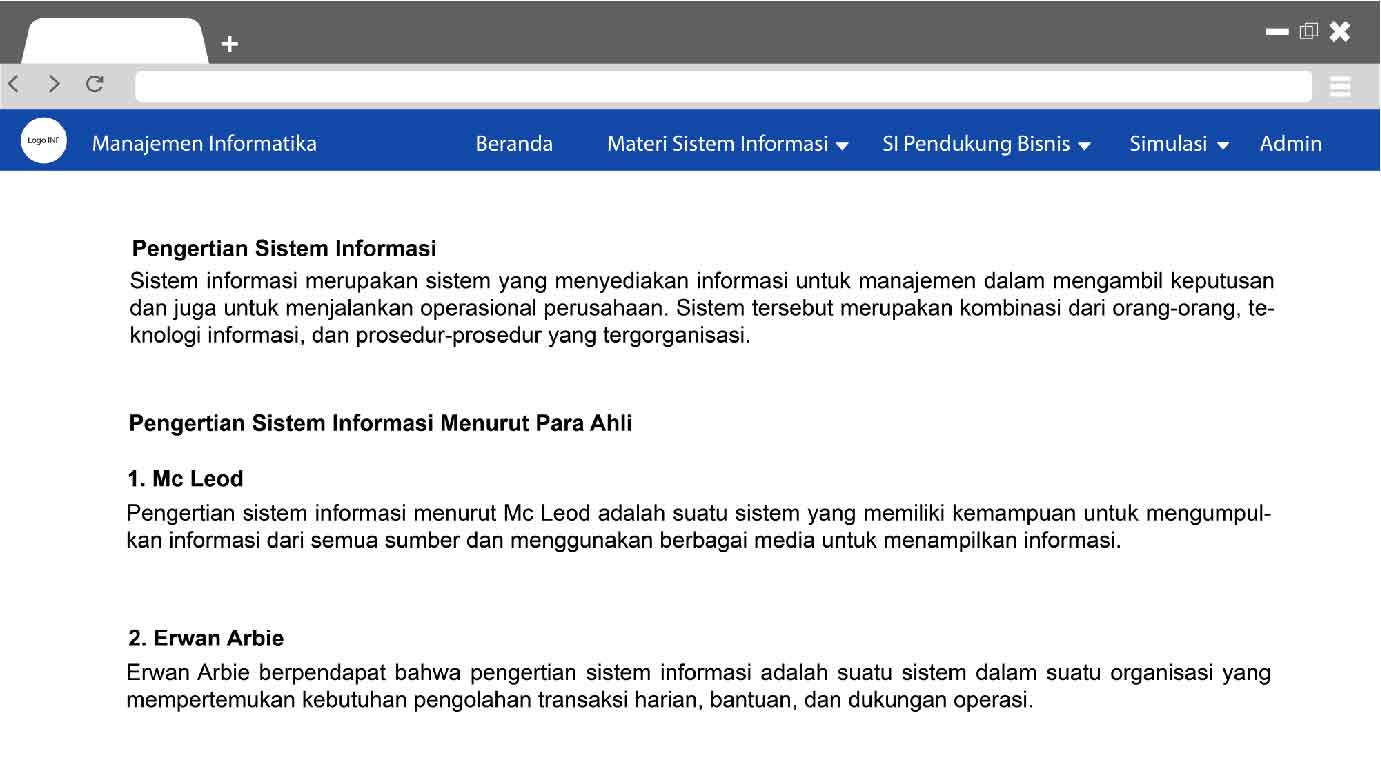 Logo INF
Manajemen Informatika
Beranda
Materi Sistem Informasi
SI Pendukung Bisnis
Simulasi
Admin
Pengertian Sistem Informasi
Sistem informasi merupakan sistem yang menyediakan informasi untuk manajemen dalam mengambil keputusan
dan juga untuk menjalankan operasional perusahaan. Sistem tersebut merupakan kombinasi dari orang-orang, te-
knologi informasi, dan prosedur-prosedur yang tergorganisasi.
Pengertian Sistem Informasi Menurut Para Ahli
1. Mc Leod
Pengertian sistem informasi menurut Mc Leod adalah suatu sistem yang memiliki kemampuan untuk mengumpul-
kan informasi dari semua sumber dan menggunakan berbagai media untuk menampilkan informasi.
2. Erwan Arbie
Erwan Arbie berpendapat bahwa pengertian sistem informasi adalah suatu sistem dalam suatu organisasi yang
mempertemukan kebutuhan pengolahan transaksi harian, bantuan, dan dukungan operasi.